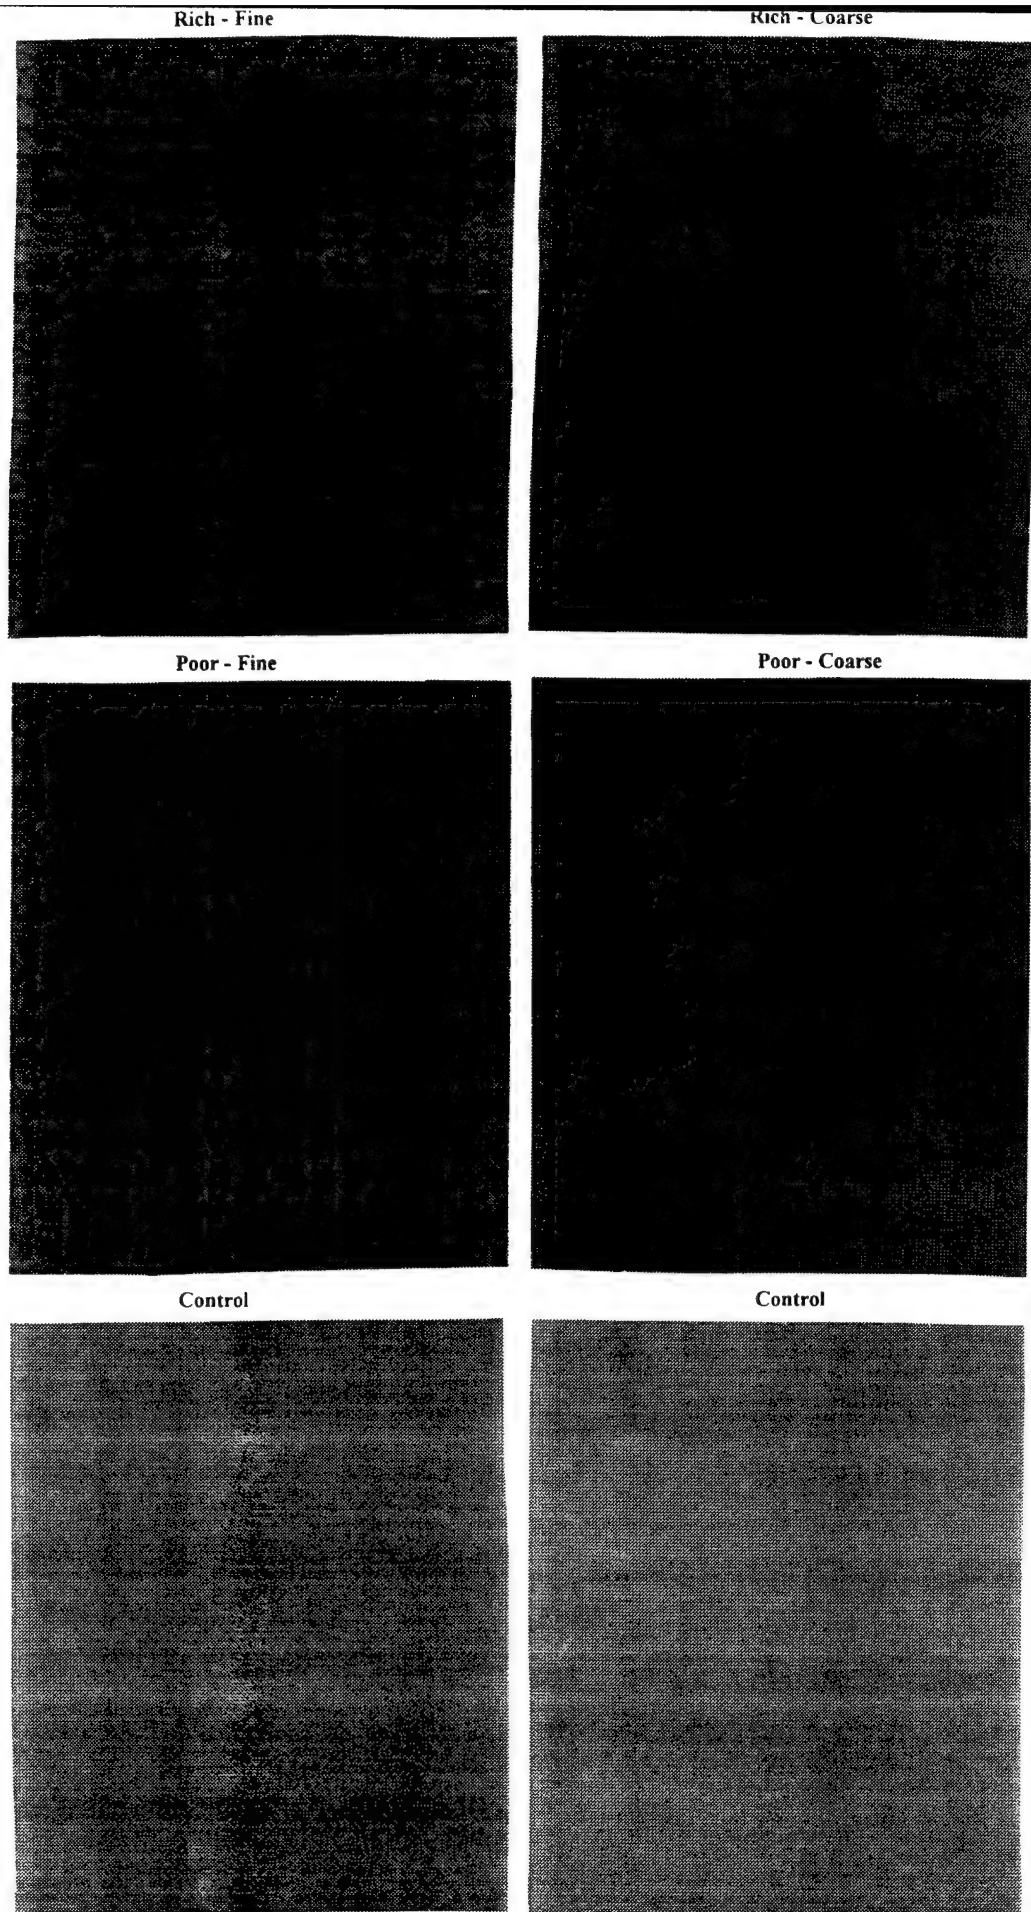 Rich - Fine
Rich - Coarse
Poor - Fine
Poor - Coarse
Control
Control